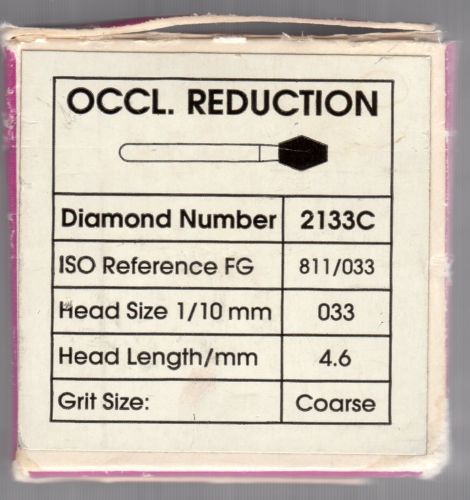 OCCL. REDUCTION
Diamond Number 2133C
ISO Reference FG 811/033
Head Size 1/10 mm 033
Head Length/mm 4.6
Grit Size: Coarse